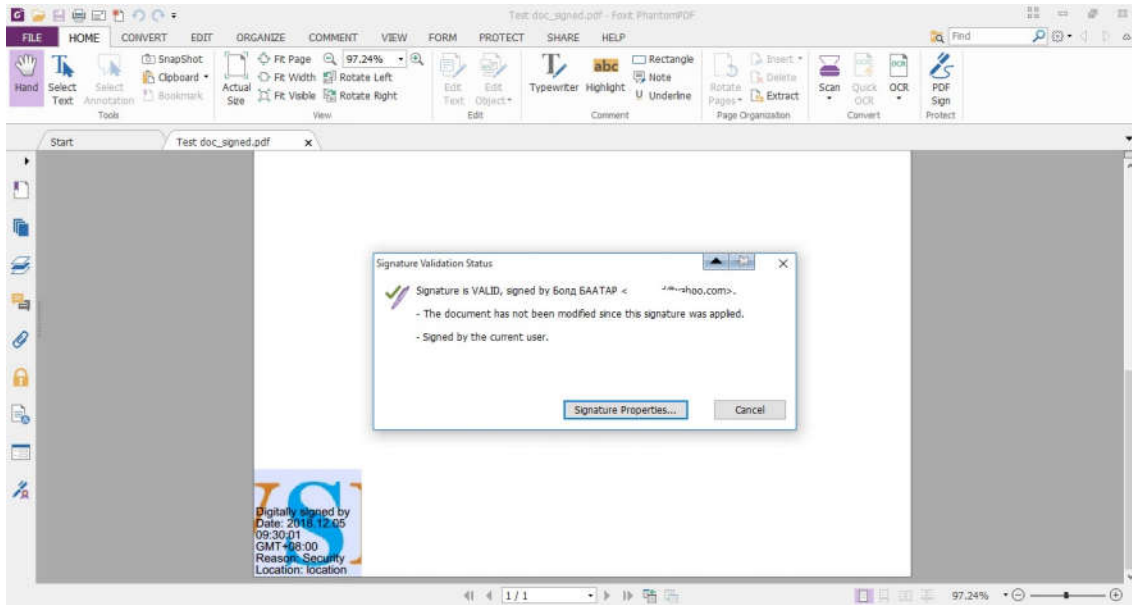 Test doc_signed.pdf - Foxit PhantomPDF
FILE HOME CONVERT EDIT ORGANIZE COMMENT VIEW FORM PROTECT SHARE HELP Find
Hand
Select Text
Select Annotation
SnapShot
Clipboard
Bookmark
Tools
Actual Size
Fit Page
Fit Width
Fit Visible
97.24%
Rotate Left
Rotate Right
View
Edit Text
Edit Object
Edit
Typewriter
Highlight
Rectangle
Note
Underline
Comment
Rotate Pages
Insert
Delete
Extract
Page Organization
Scan
Quick OCR
OCR
Convert
PDF Sign
Protect
Start
Test doc_signed.pdf
Signature Validation Status
Signature is VALID, signed by Болд БААТАР < hoo.com>.
- The document has not been modified since this signature was applied.
- Signed by the current user.
Signature Properties...
Cancel
Digitally signed by
Date: 2018.12.05
09:30:01
GMT+08:00
Reason: Security
Location: location
1 / 1
97.24%